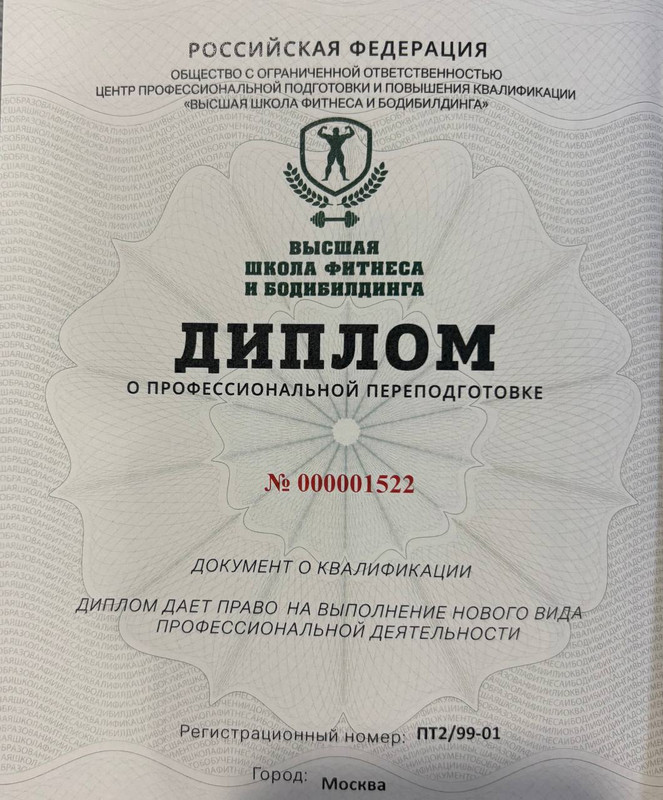 РОССИЙСКАЯ ФЕДЕРАЦИЯ
ОБЩЕСТВО С ОГРАНИЧЕННОЙ ОТВЕТСТВЕННОСТЬЮ
ЦЕНТР ПРОФЕССИОНАЛЬНОЙ ПОДГОТОВКИ И ПОВЫШЕНИЯ КВАЛИФИКАЦИИ
«ВЫСШАЯ ШКОЛА ФИТНЕСА И БОДИБИЛДИНГА»
ВЫСШАЯ
ШКОЛА ФИТНЕСА
И БОДИБИЛДИНГА
ДИПЛОМ
О ПРОФЕССИОНАЛЬНОЙ ПЕРЕПОДГОТОВКЕ
№ 000001522
ДОКУМЕНТ О КВАЛИФИКАЦИИ
ДИПЛОМ ДАЕТ ПРАВО НА ВЫПОЛНЕНИЕ НОВОГО ВИДА
ПРОФЕССИОНАЛЬНОЙ ДЕЯТЕЛЬНОСТИ
Регистрационный номер: ПТ2/99-01
Город: Москва